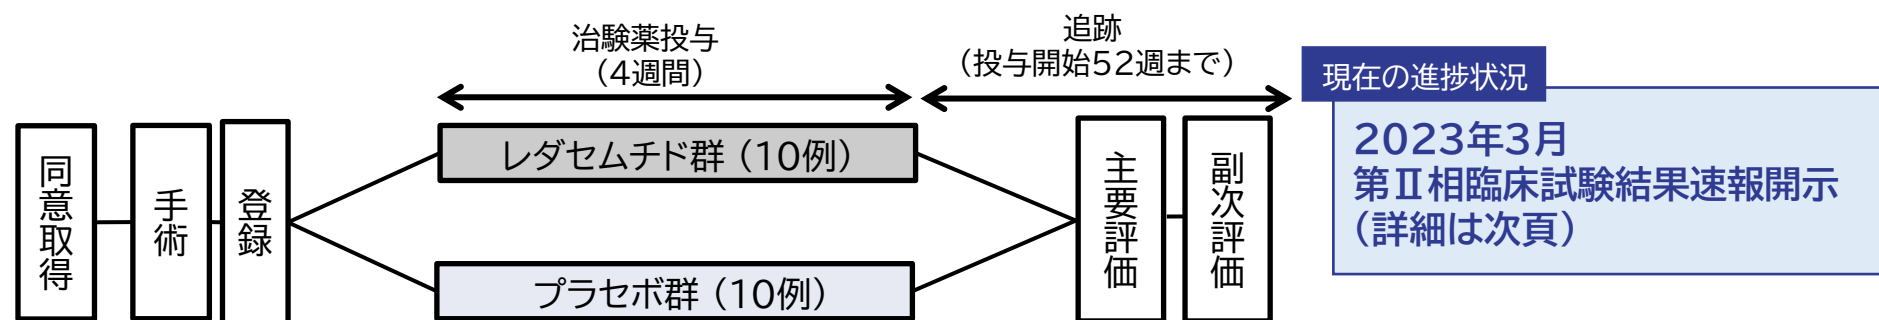 治験薬投与
（4週間）
追跡
（投与開始52週まで）
現在の進捗状況
2023年3月
第Ⅱ相臨床試験結果速報開示
（詳細は次頁）
同意取得
手術
登録
レダセムチド群（10例）
プラセボ群（10例）
主要評価
副次評価